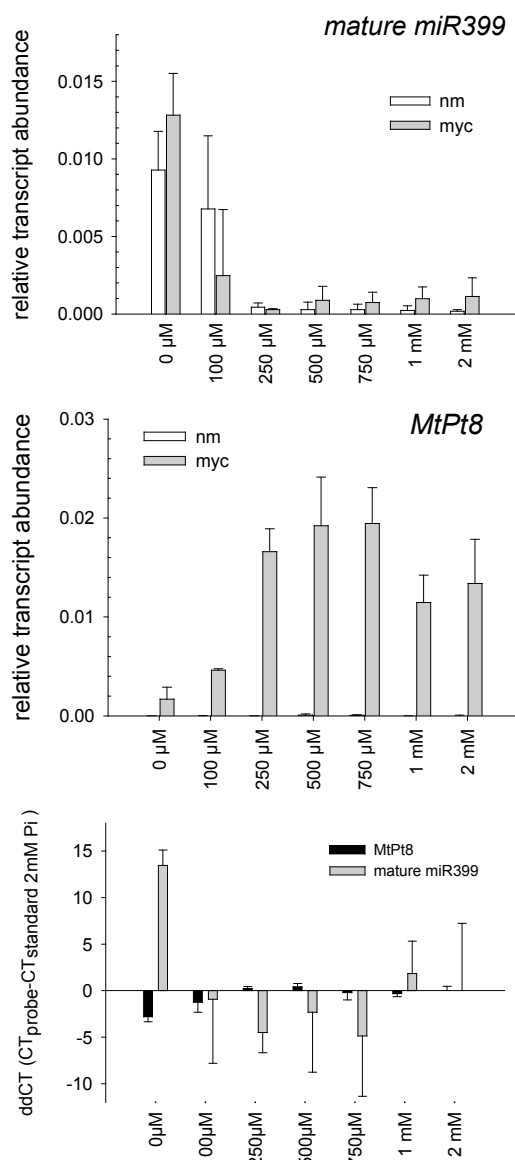 mature miR399
relative transcript abundance
0.015
0.010
0.005
0.000
nm
myc
0 µM
100 µM
250 µM
500 µM
750 µM
1 mM
2 mM
MtPt8
relative transcript abundance
0.03
0.02
0.01
0.00
nm
myc
0 µM
100 µM
250 µM
500 µM
750 µM
1 mM
2 mM
ddCT (CTprobe-CTstandard 2mM Pi )
15
10
5
0
-5
-10
MtPt8
mature miR399
0µM
00µM
250µM
500µM
750µM
1 mM
2 mM